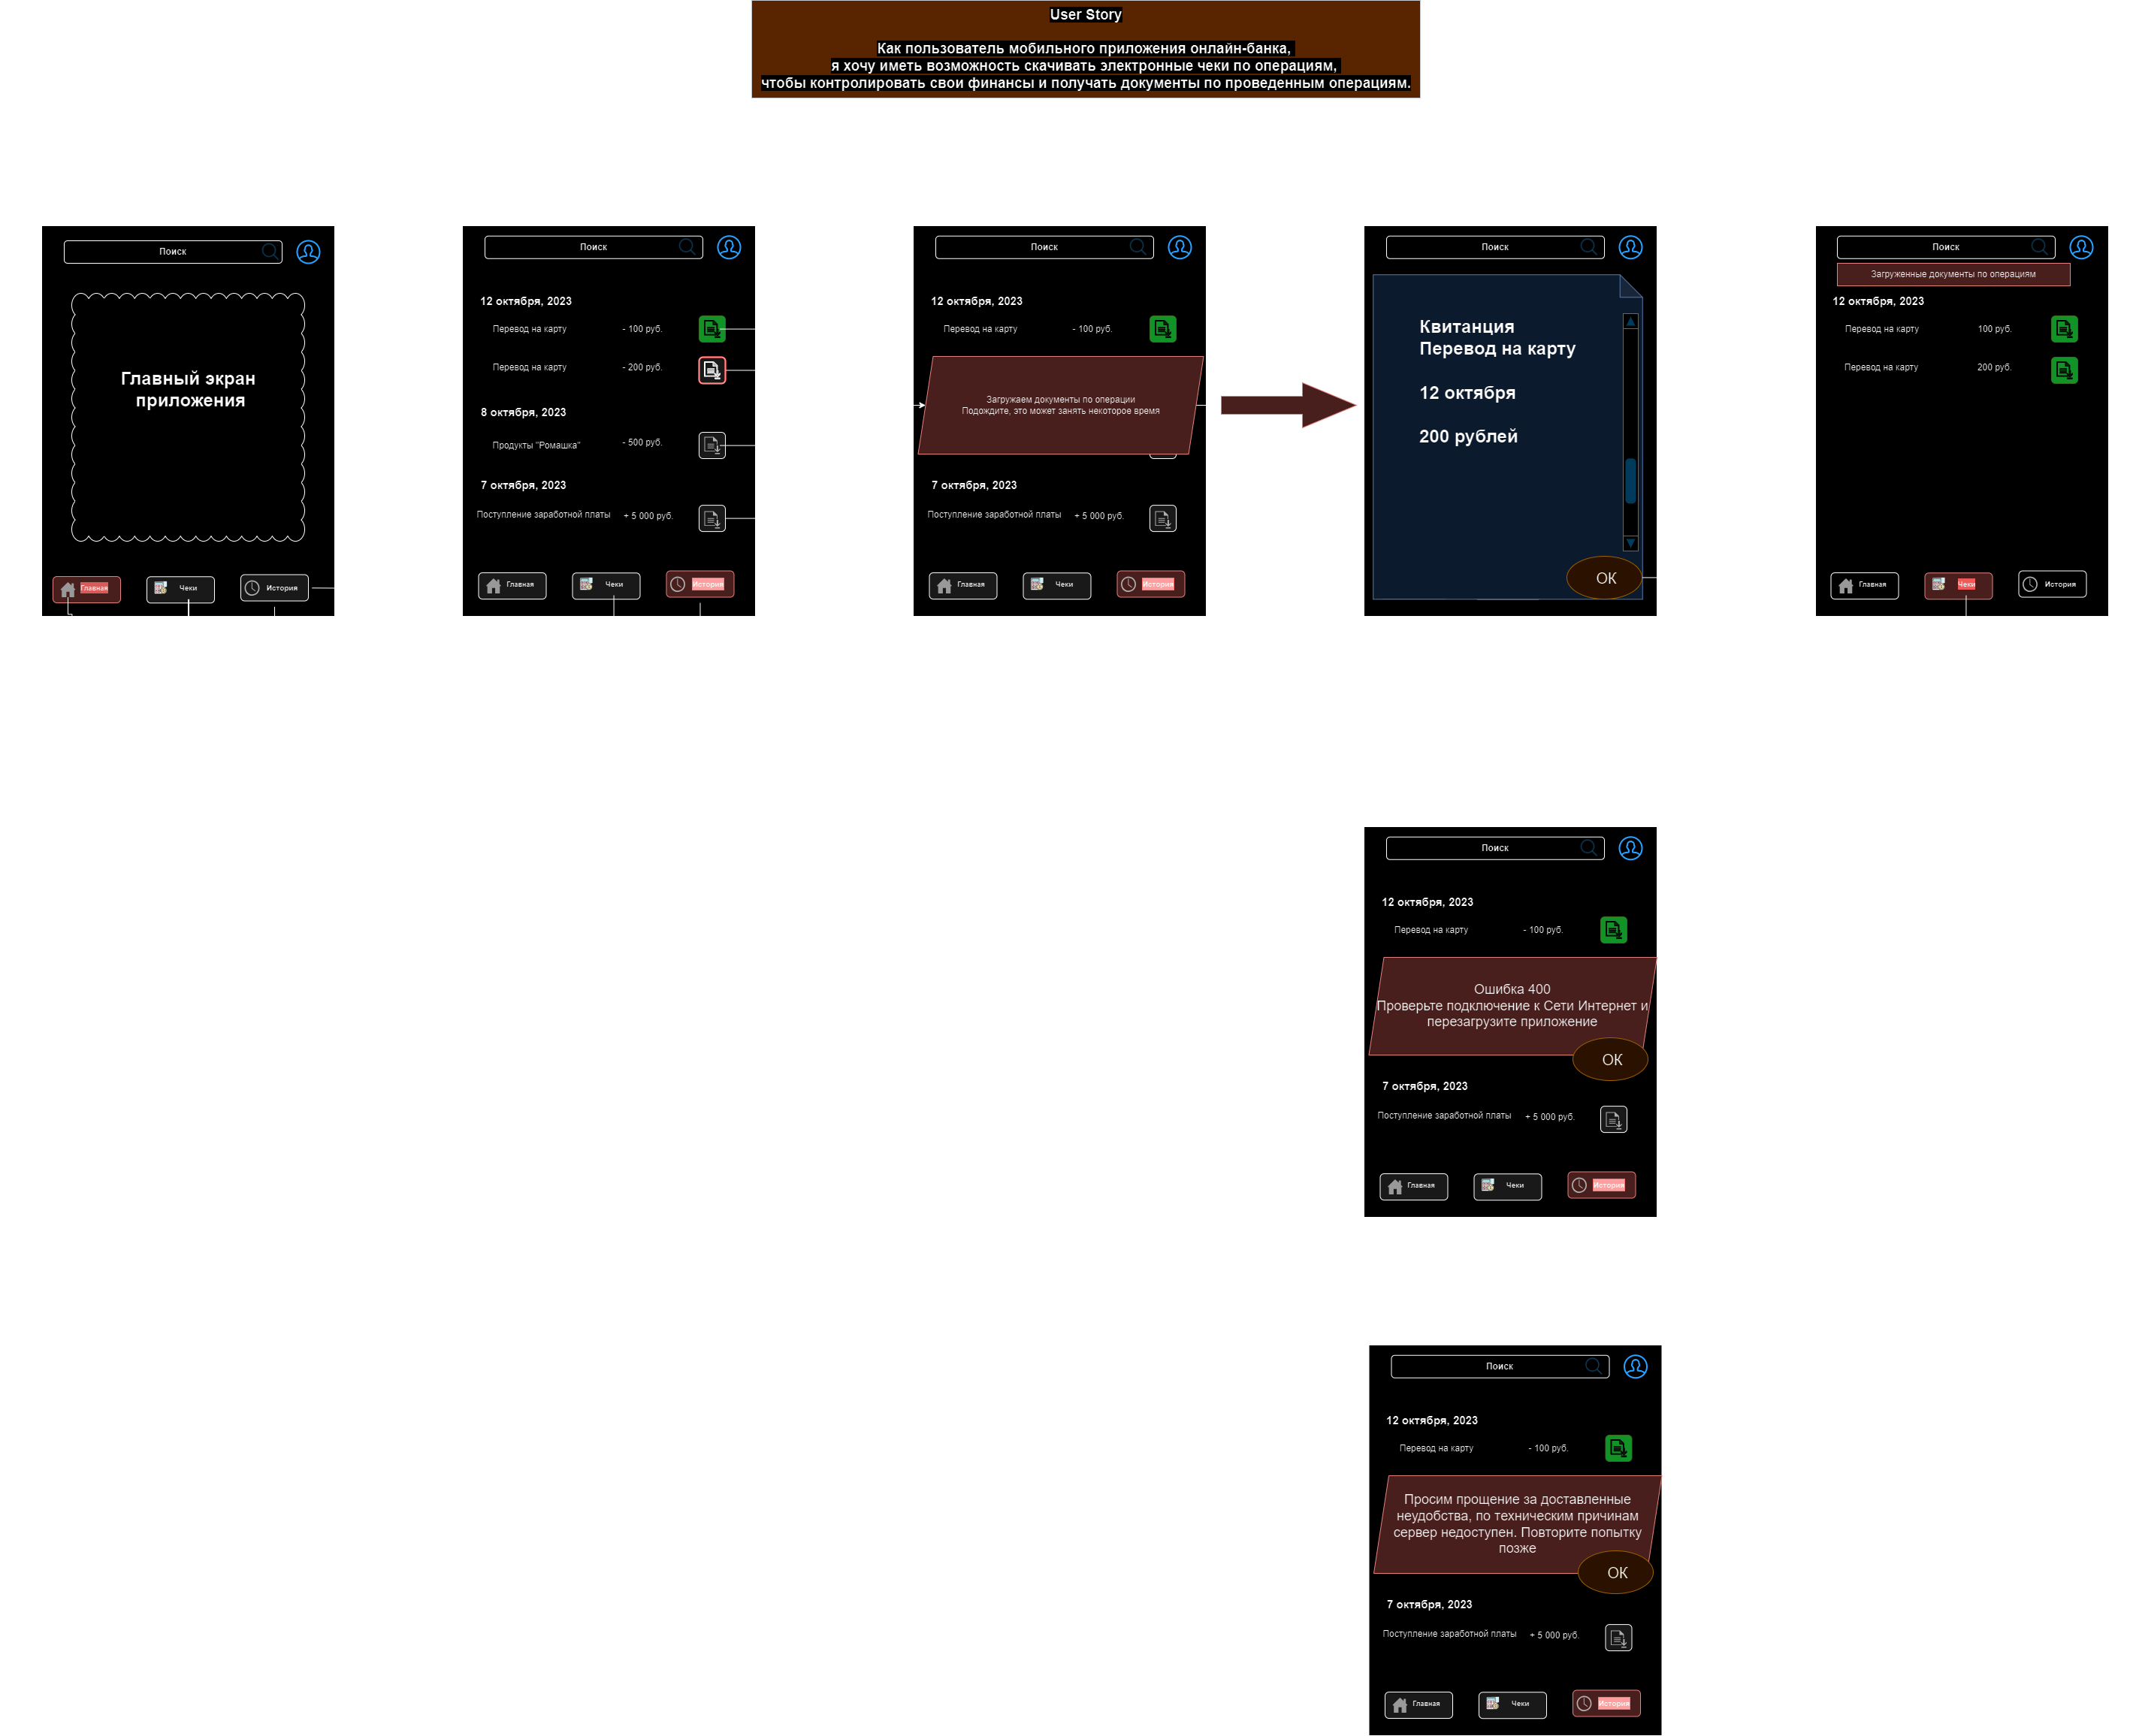 User Story
Как пользователь мобильного приложения онлайн-банка,
я хочу иметь возможность скачивать электронные чеки по операциям,
чтобы контролировать свои финансы и получать документы по проведенным операциям.
Поиск
Главный экран
приложения
Главная
Чеки
История
Поиск
12 октября, 2023
Перевод на карту - 100 руб.
Перевод на карту - 200 руб.
8 октября, 2023
Продукты "Ромашка" - 500 руб.
7 октября, 2023
Поступление заработной платы + 5 000 руб.
Главная
Чеки
История
Поиск
12 октября, 2023
Перевод на карту - 100 руб.
Загружаем документы по операции
Подождите, это может занять некоторое время
7 октября, 2023
Поступление заработной платы + 5 000 руб.
Главная
Чеки
История
Поиск
Квитанция
Перевод на карту
12 октября
200 рублей
ОК
Поиск
Загруженные документы по операциям
12 октября, 2023
Перевод на карту 100 руб.
Перевод на карту 200 руб.
Главная
Чеки
История
Поиск
12 октября, 2023
Перевод на карту - 100 руб.
Ошибка 400
Проверьте подключение к Сети Интернет и
перезагрузите приложение
ОК
7 октября, 2023
Поступление заработной платы + 5 000 руб.
Главная
Чеки
История
Поиск
12 октября, 2023
Перевод на карту - 100 руб.
Просим прощение за доставленные
неудобства, по техническим причинам
сервер недоступен. Повторите попытку
позже
ОК
7 октября, 2023
Поступление заработной платы + 5 000 руб.
Главная
Чеки
История